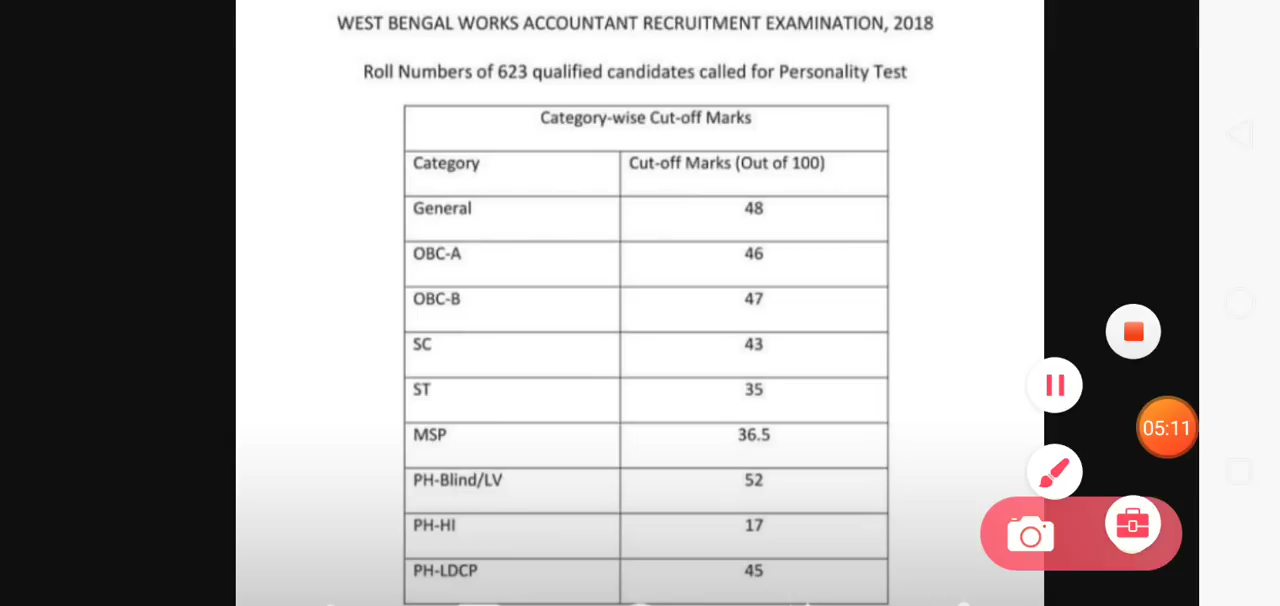 WEST BENGAL WORKS ACCOUNTANT RECRUITMENT EXAMINATION, 2018
Roll Numbers of 623 qualified candidates called for Personality Test
Category-wise Cut-off Marks
Category Cut-off Marks (Out of 100)
General 48
OBC-A 46
OBC-B 47
SC 43
ST 35
MSP 36.5
PH-Blind/LV 52
PH-HI 17
PH-LDCP 45
05:11